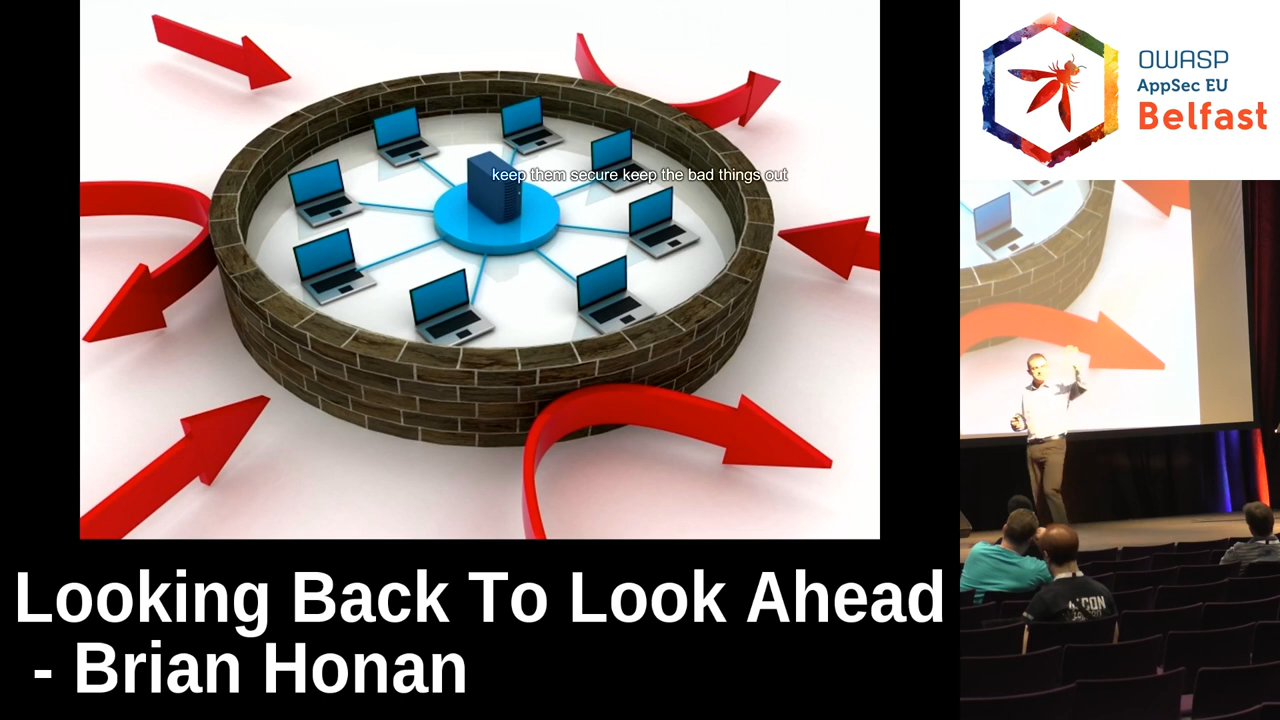 keep them secure keep the bad things out
OWASP
AppSec EU
Belfast
Looking Back To Look Ahead
- Brian Honan